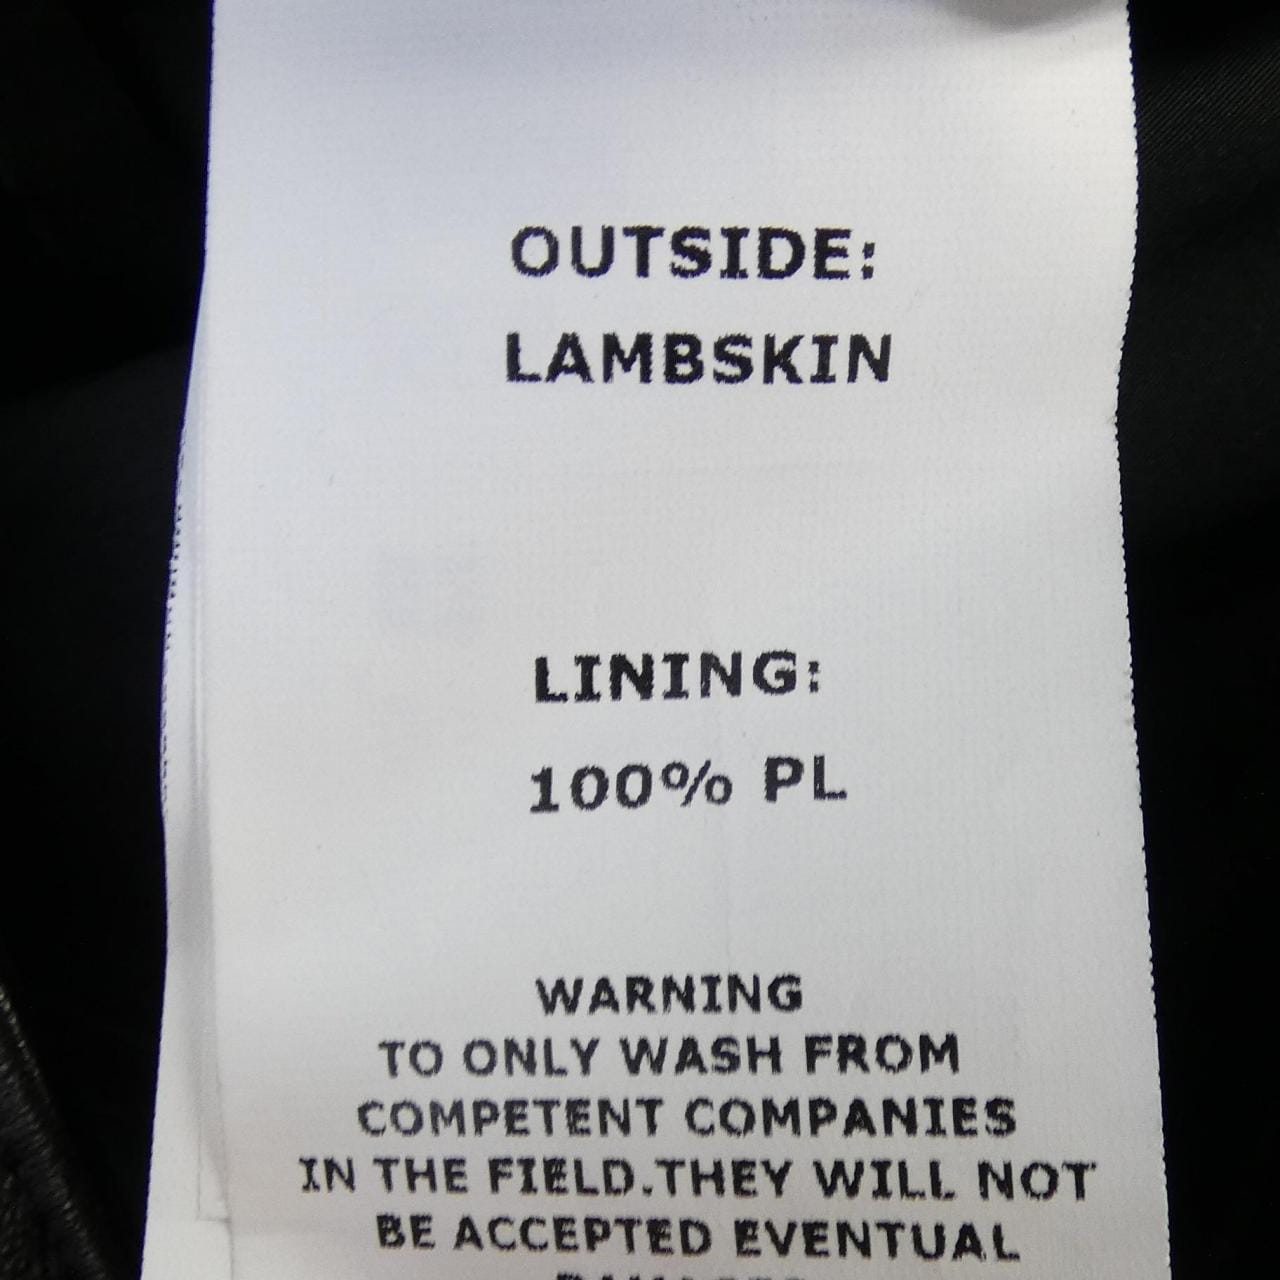 OUTSIDE:
LAMBSKIN
LINING:
100% PL
WARNING
TO ONLY WASH FROM
COMPETENT COMPANIES
IN THE FIELD.THEY WILL NOT
BE ACCEPTED EVENTUAL